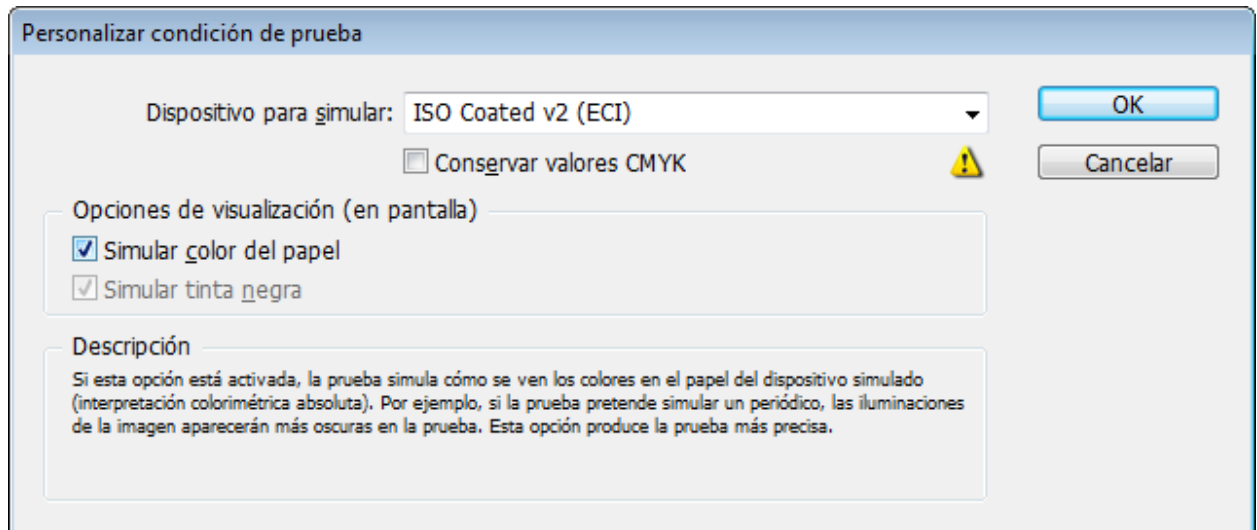 Personalizar condición de prueba
Dispositivo para simular: ISO Coated v2 (ECI)
OK
Conservar valores CMYK
Cancelar
Opciones de visualización (en pantalla)
Simular color del papel
Simular tinta negra
Descripción
Si esta opción está activada, la prueba simula cómo se ven los colores en el papel del dispositivo simulado
(interpretación colorimétrica absoluta). Por ejemplo, si la prueba pretende simular un periódico, las iluminaciones
de la imagen aparecerán más oscuras en la prueba. Esta opción produce la prueba más precisa.